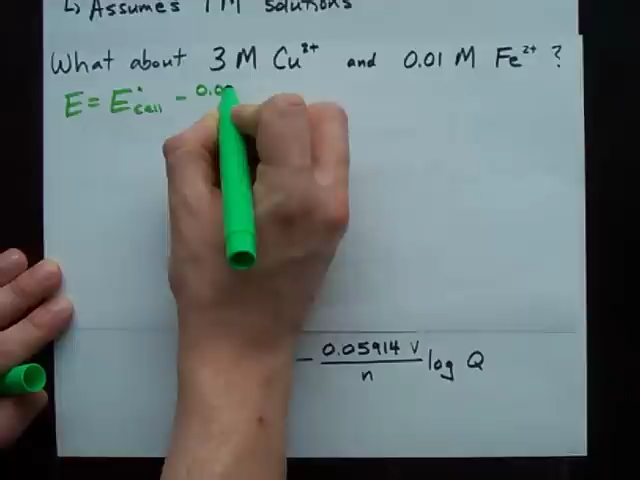 ↳ Assumes 1M solutions
What about 3 M Cu²⁺ and 0.01 M Fe²⁺ ?
E = E°cell - 0.0
- 0.05914 V / n log Q